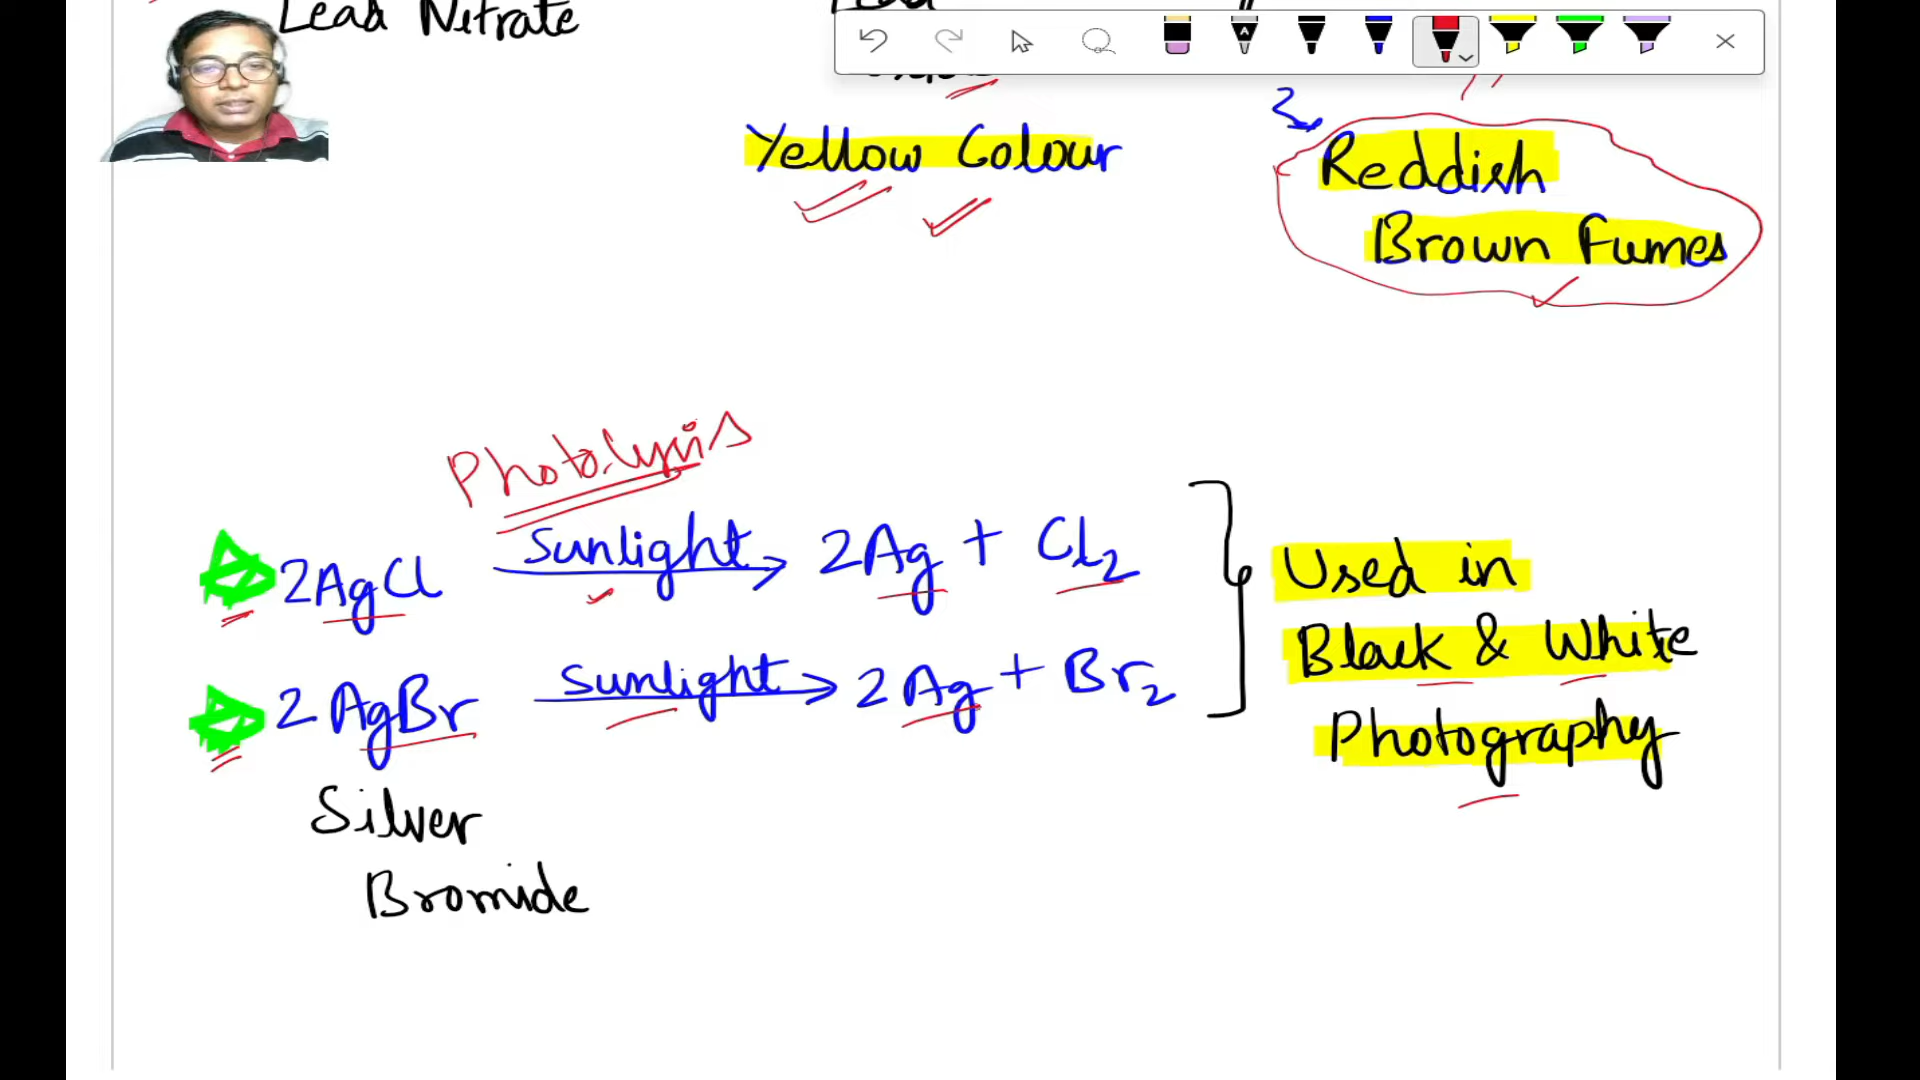 Lead Nitrate
Yellow Colour
Reddish
Brown Fumes
Photolysis
2AgCl Sunlight → 2Ag + Cl₂
Used in
Black & White
Photography
2AgBr Sunlight → 2Ag + Br₂
Silver
Bromide